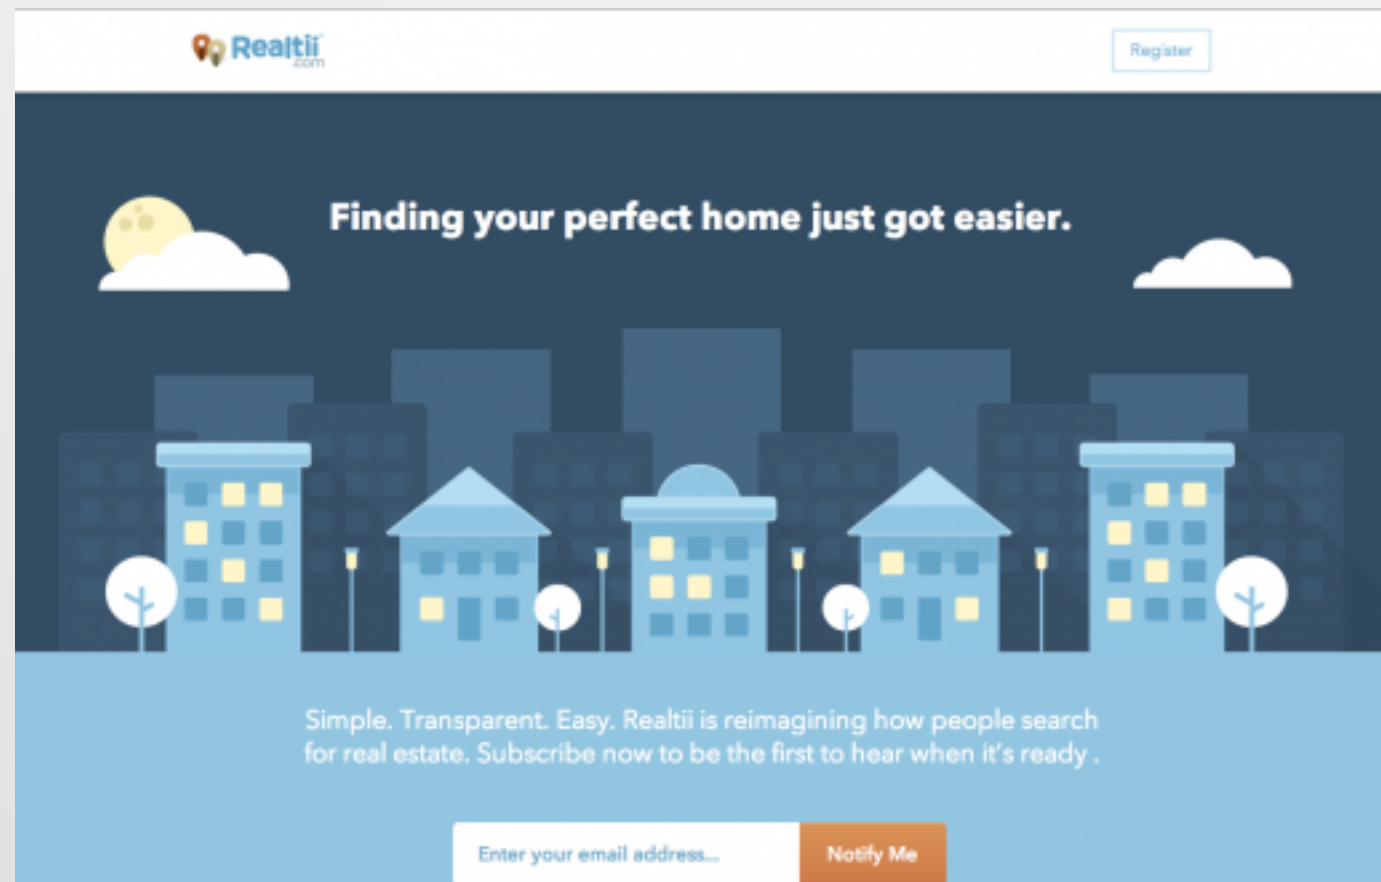 Realtii
.com
Register
Finding your perfect home just got easier.
Simple. Transparent. Easy. Realtii is reimagining how people search
for real estate. Subscribe now to be the first to hear when it's ready .
Enter your email address...
Notify Me